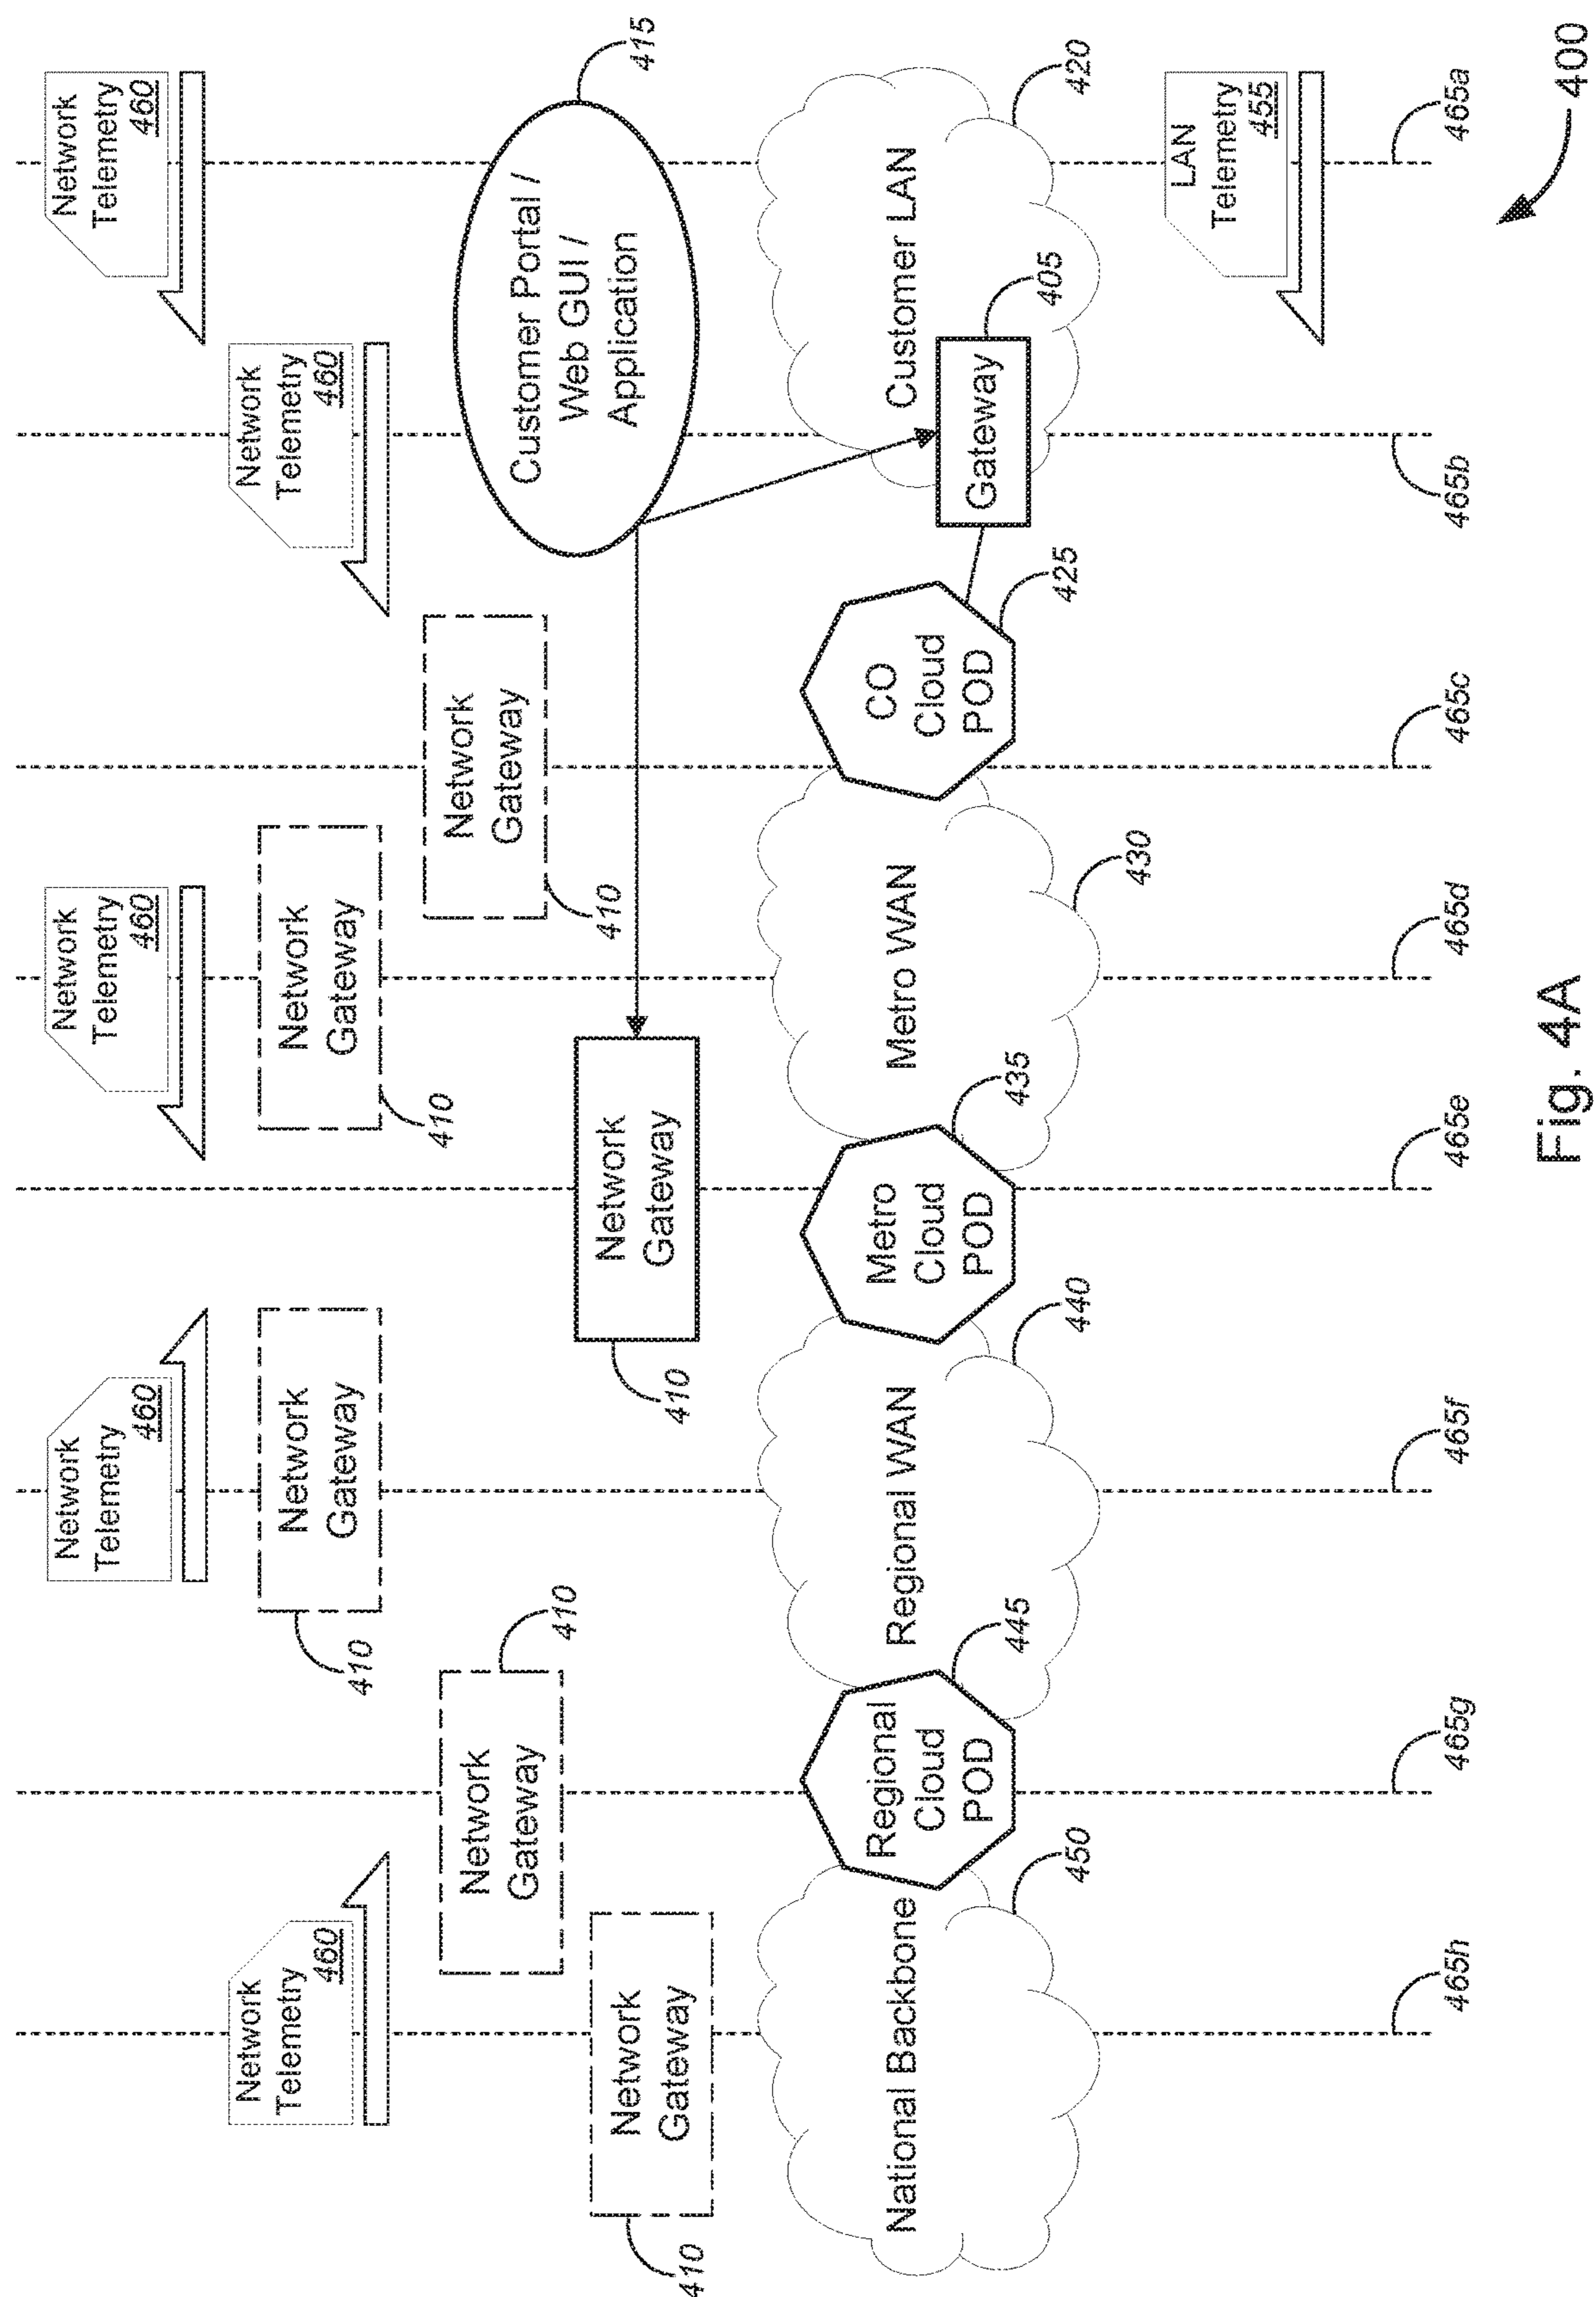 Network
Telemetry
460
Network
Telemetry
460
Network
Telemetry
460
Network
Telemetry
460
Network
Telemetry
460
Network
Gateway
410
Network
Gateway
410
Network
Gateway
410
Network
Gateway
410
Network
Gateway
410
Network
Gateway
410
Customer Portal /
Web GUI /
Application
415
National Backbone
450
Regional
Cloud
POD
445
Regional WAN
440
Metro
Cloud
POD
435
Metro WAN
430
CO
Cloud
POD
425
Gateway
405
Customer LAN
420
LAN
Telemetry
455
465h
465g
465f
465e
465d
465c
465b
465a
400
Fig. 4A